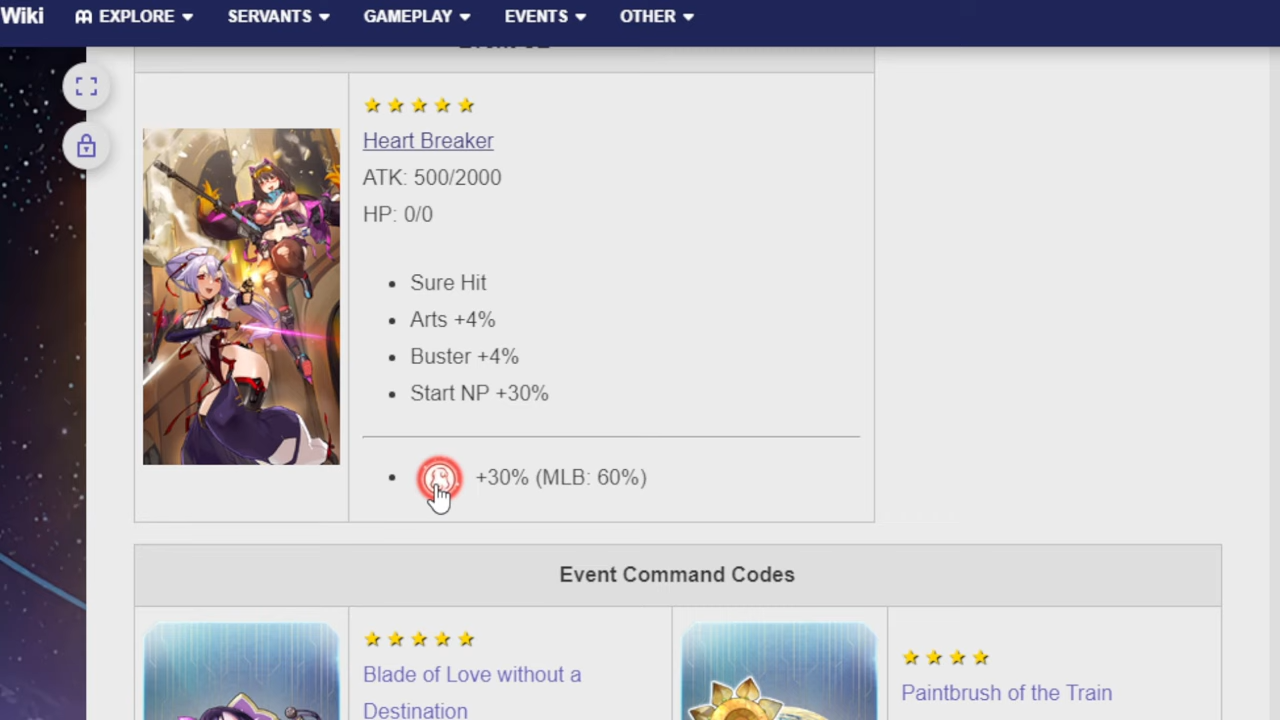 Wiki
EXPLORE
SERVANTS
GAMEPLAY
EVENTS
OTHER
Heart Breaker
ATK: 500/2000
HP: 0/0
Sure Hit
Arts +4%
Buster +4%
Start NP +30%
+30% (MLB: 60%)
Event Command Codes
Blade of Love without a
Destination
Paintbrush of the Train